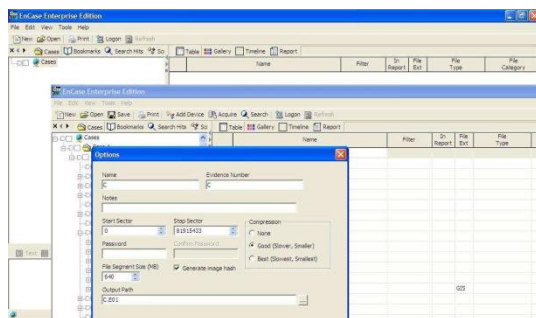 EnCase Enterprise Edition
File Edit View Tools Help
New Open Print Logon Refresh
Cases Bookmarks Search Hits So Table Gallery Timeline Report
Cases
Name Filter In Report File Ext File Type File Category
EnCase Enterprise Edition
File Edit View Tools Help
New Open Save Print Add Device Acquire Search Logon Refresh
Cases Bookmarks Search Hits So Table Gallery Timeline Report
Cases
Name Filter In Report File Ext File Type
Options
Name Evidence Number
C C
Notes
Start Sector Stop Sector Compression
0 81915433
None
Password Confirm Password
Good (Slower, Smaller)
Best (Slowest, Smallest)
File Segment Size (MB) Generate image hash
640
Output Path
C.E01
Text
GIS